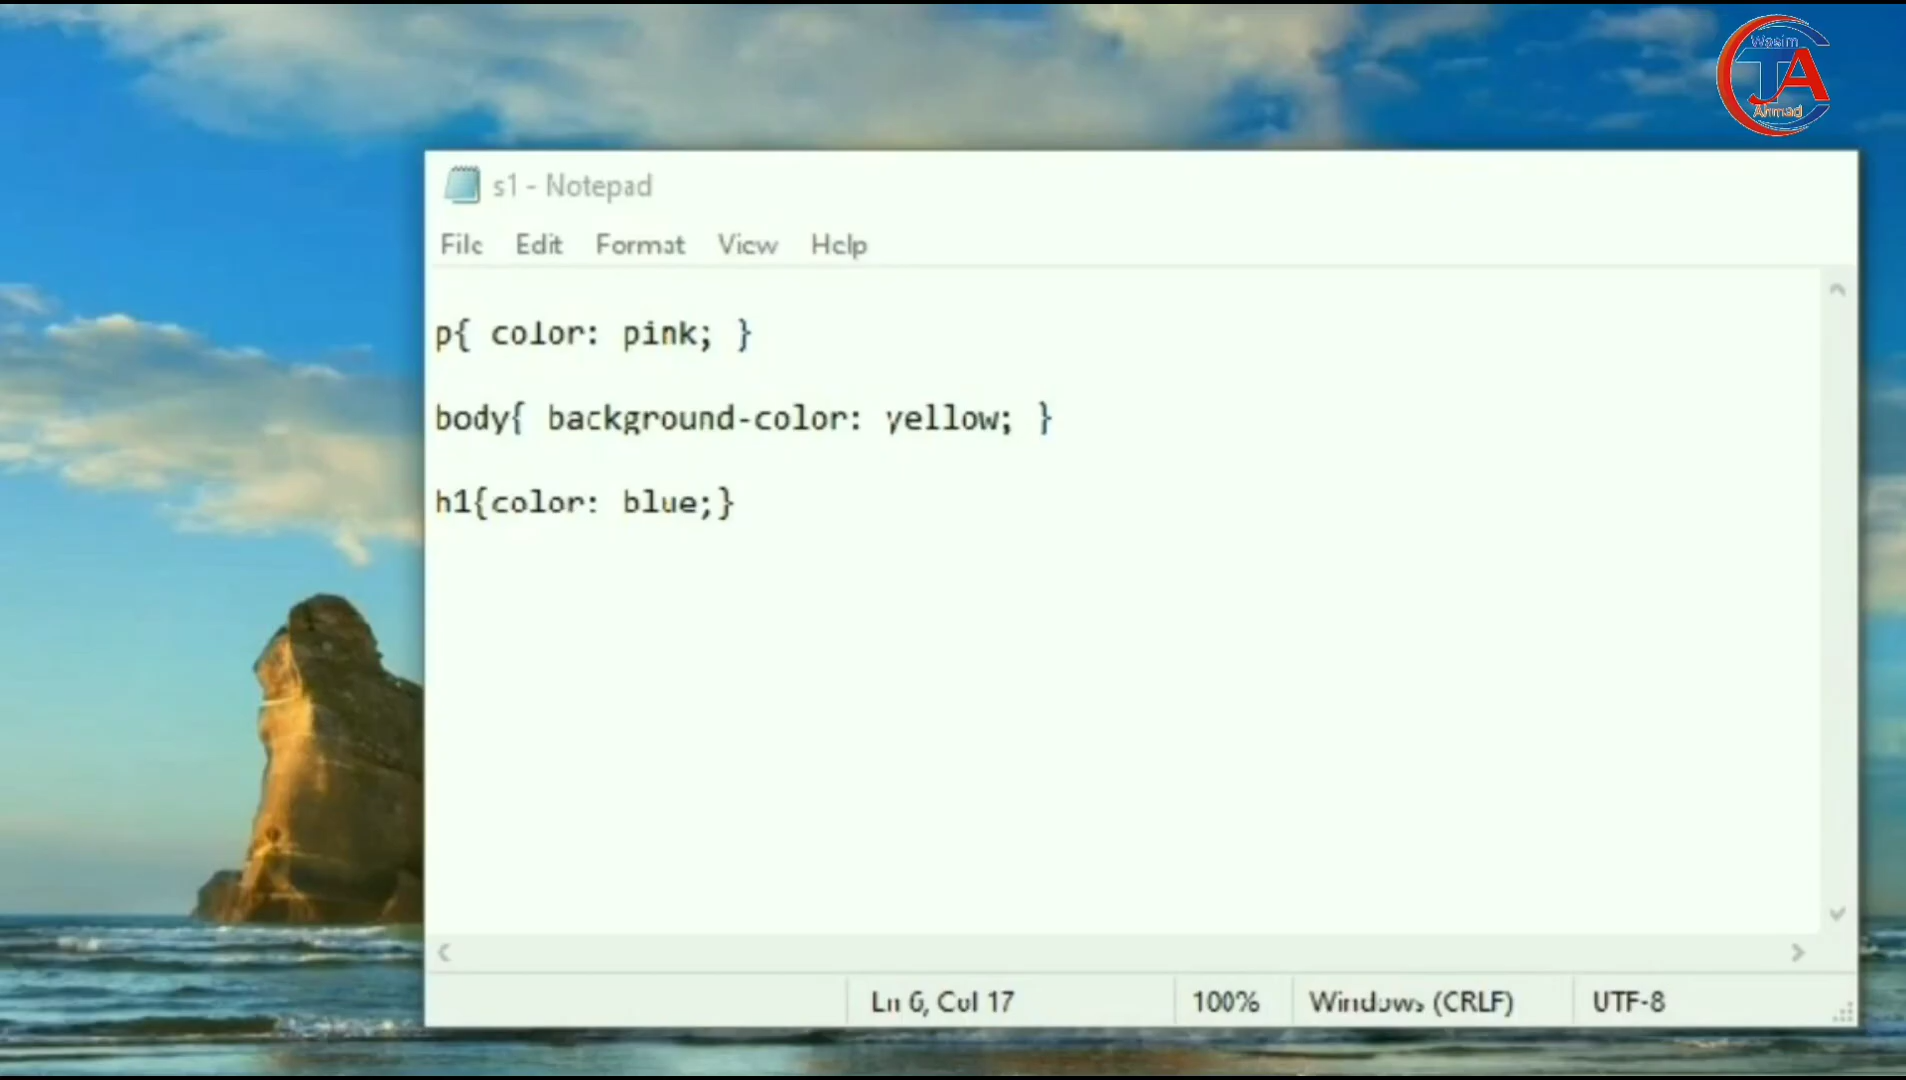 Wasim
CTA
Ahmad
s1 - Notepad
File Edit Format View Help
p{ color: pink; }
body{ background-color: yellow; }
h1{color: blue;}
Ln 6, Col 17 100% Windows (CRLF) UTF-8